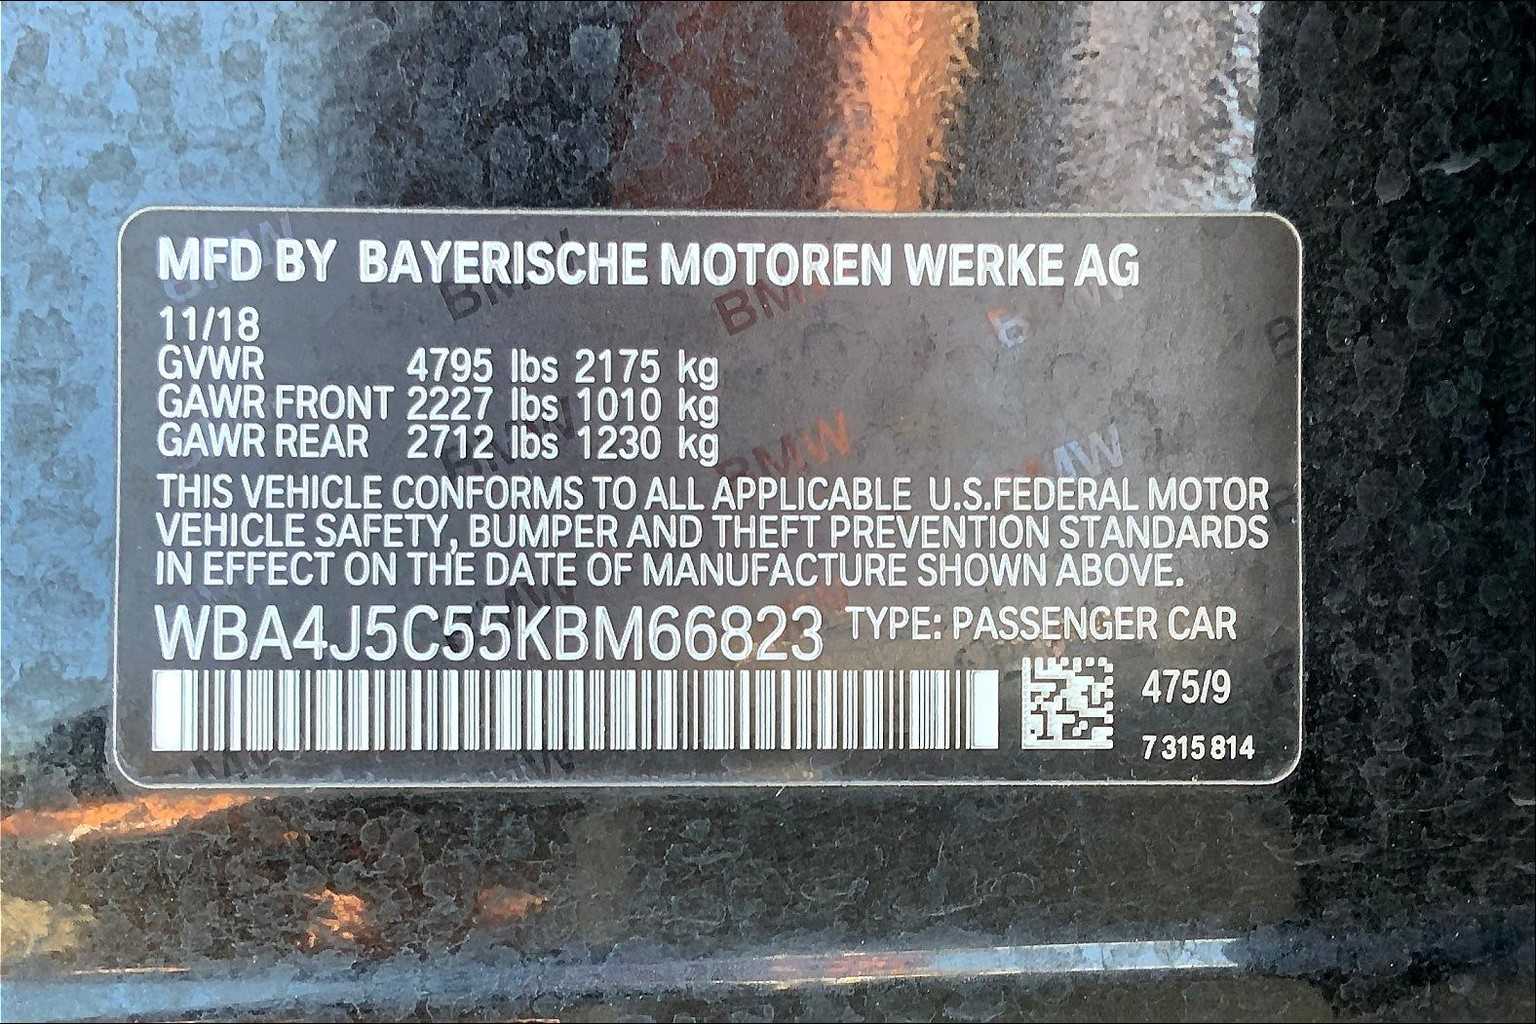 MFD BY BAYERISCHE MOTOREN WERKE AG
11/18
GVWR 4795 lbs 2175 kg
GAWR FRONT 2227 lbs 1010 kg
GAWR REAR 2712 lbs 1230 kg
THIS VEHICLE CONFORMS TO ALL APPLICABLE U.S.FEDERAL MOTOR
VEHICLE SAFETY, BUMPER AND THEFT PREVENTION STANDARDS
IN EFFECT ON THE DATE OF MANUFACTURE SHOWN ABOVE.
WBA4J5C55KBM66823 TYPE: PASSENGER CAR
475/9
7 315 814